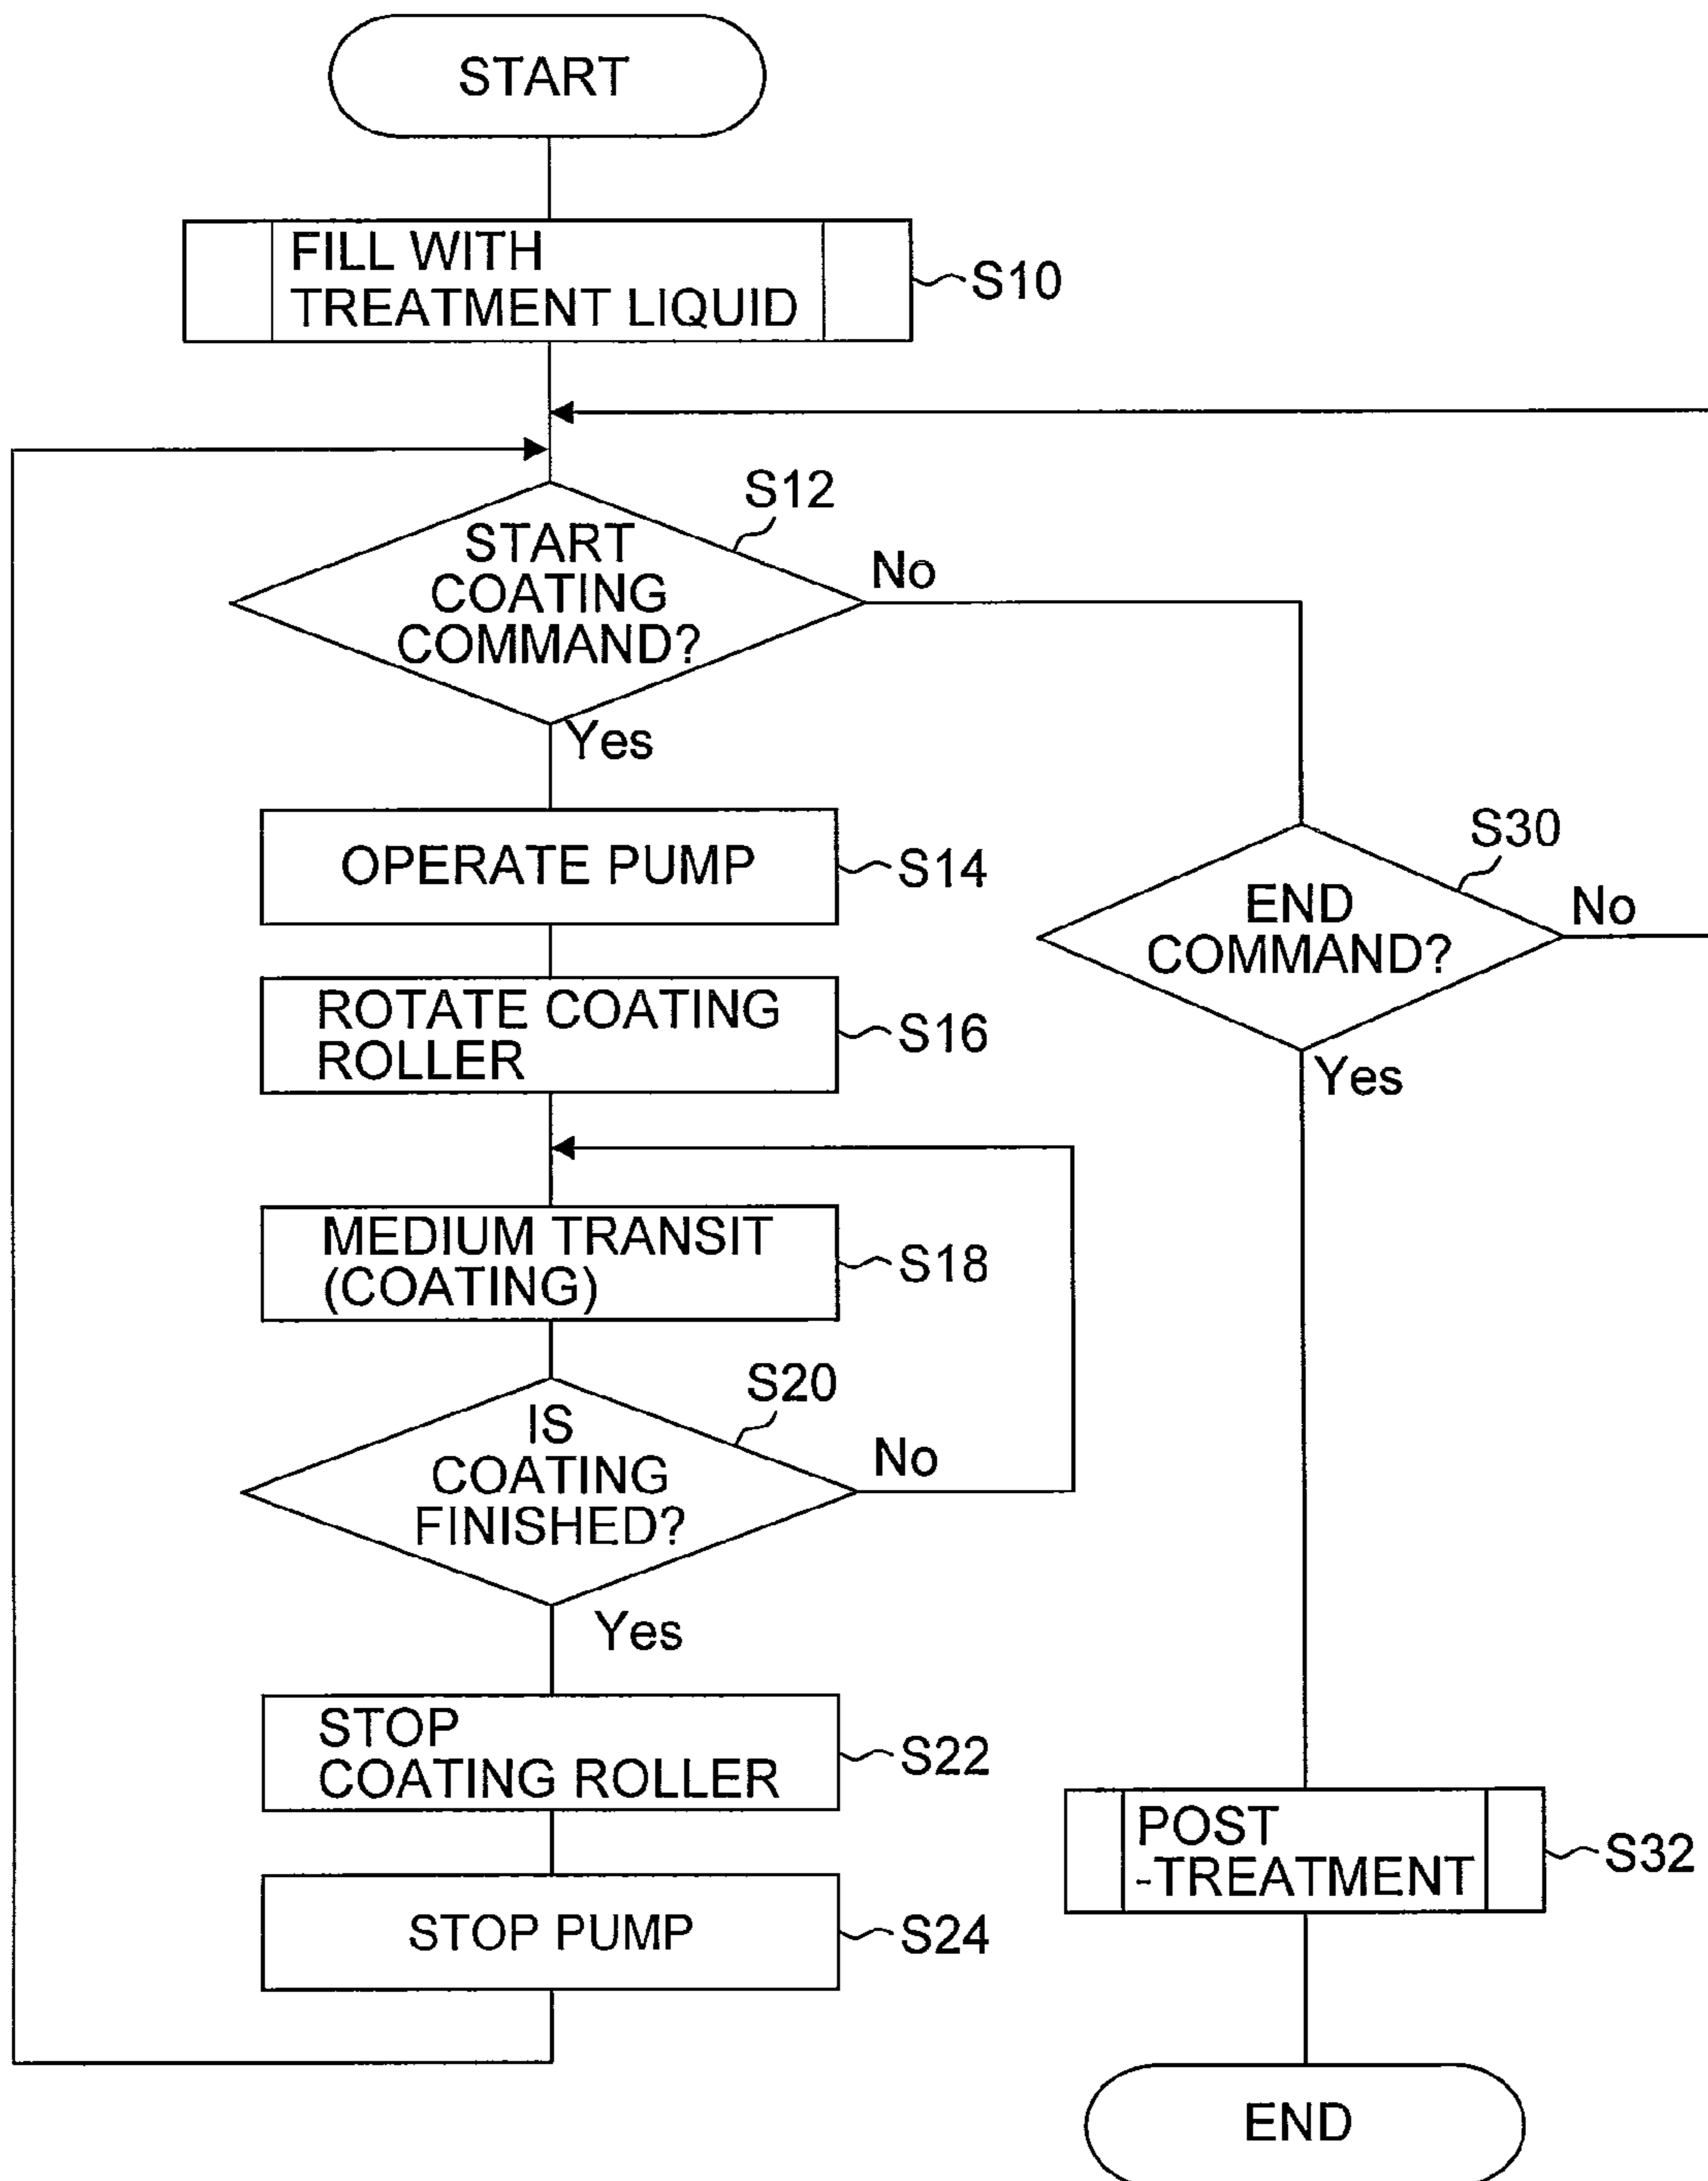 START
FILL WITH
TREATMENT LIQUID
S10
S12
START
COATING
COMMAND?
No
Yes
OPERATE PUMP
S14
S30
END
COMMAND?
No
Yes
ROTATE COATING
ROLLER
S16
MEDIUM TRANSIT
(COATING)
S18
S20
IS
COATING
FINISHED?
No
Yes
STOP
COATING ROLLER
S22
POST
-TREATMENT
S32
STOP PUMP
S24
END